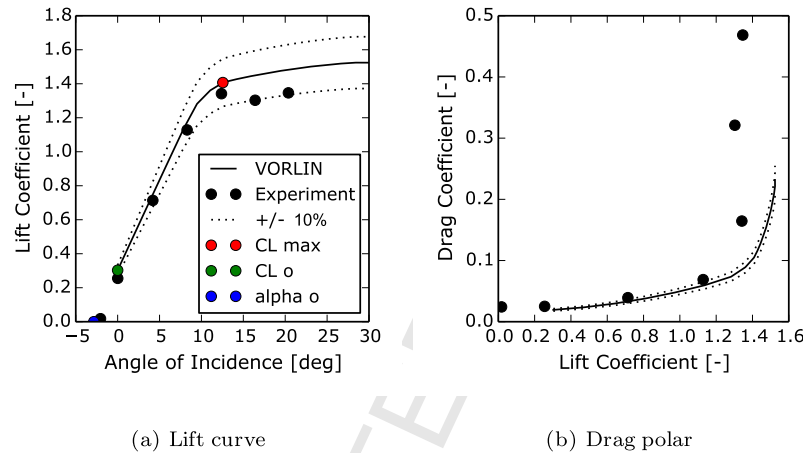 1.8
1.6
1.4
1.2
1.0
0.8
0.6
0.4
0.2
0.0
Lift Coefficient [-]
−5 0 5 10 15 20 25 30
Angle of Incidence [deg]
VORLIN
Experiment
+/- 10%
CL max
CL o
alpha o
(a) Lift curve
0.5
0.4
0.3
0.2
0.1
0.0
Drag Coefficient [-]
0.0 0.2 0.4 0.6 0.8 1.0 1.2 1.4 1.6
Lift Coefficient [-]
(b) Drag polar